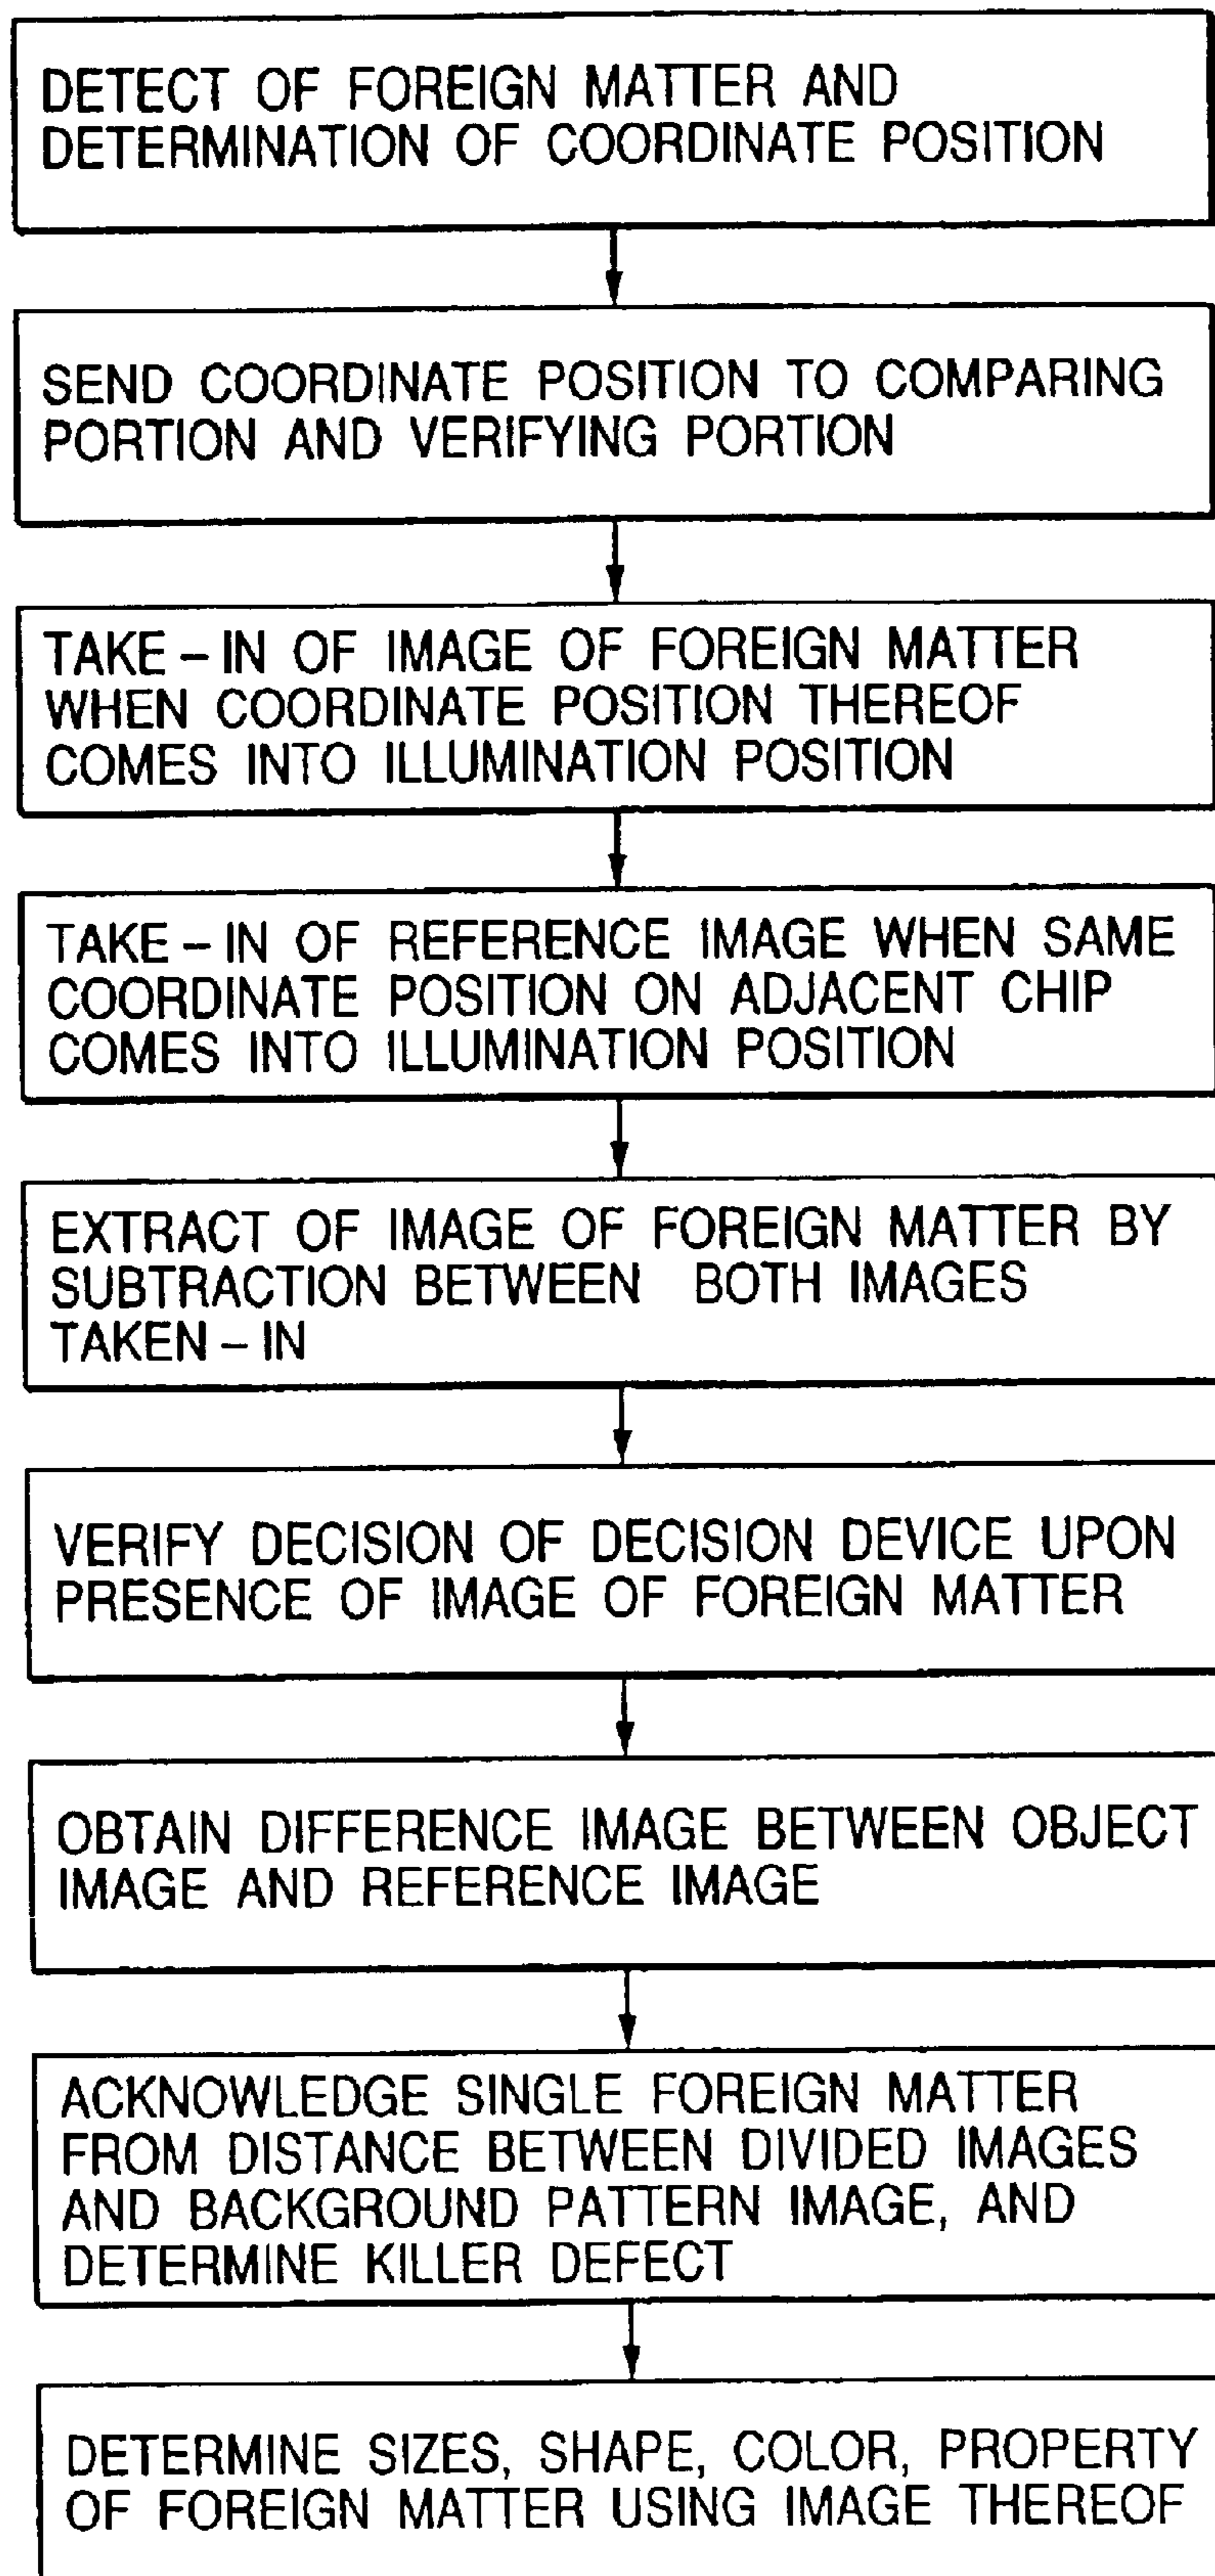 DETECT OF FOREIGN MATTER AND
DETERMINATION OF COORDINATE POSITION
SEND COORDINATE POSITION TO COMPARING
PORTION AND VERIFYING PORTION
TAKE-IN OF IMAGE OF FOREIGN MATTER
WHEN COORDINATE POSITION THEREOF
COMES INTO ILLUMINATION POSITION
TAKE-IN OF REFERENCE IMAGE WHEN SAME
COORDINATE POSITION ON ADJACENT CHIP
COMES INTO ILLUMINATION POSITION
EXTRACT OF IMAGE OF FOREIGN MATTER BY
SUBTRACTION BETWEEN BOTH IMAGES
TAKEN-IN
VERIFY DECISION OF DECISION DEVICE UPON
PRESENCE OF IMAGE OF FOREIGN MATTER
OBTAIN DIFFERENCE IMAGE BETWEEN OBJECT
IMAGE AND REFERENCE IMAGE
ACKNOWLEDGE SINGLE FOREIGN MATTER
FROM DISTANCE BETWEEN DIVIDED IMAGES
AND BACKGROUND PATTERN IMAGE, AND
DETERMINE KILLER DEFECT
DETERMINE SIZES, SHAPE, COLOR, PROPERTY
OF FOREIGN MATTER USING IMAGE THEREOF